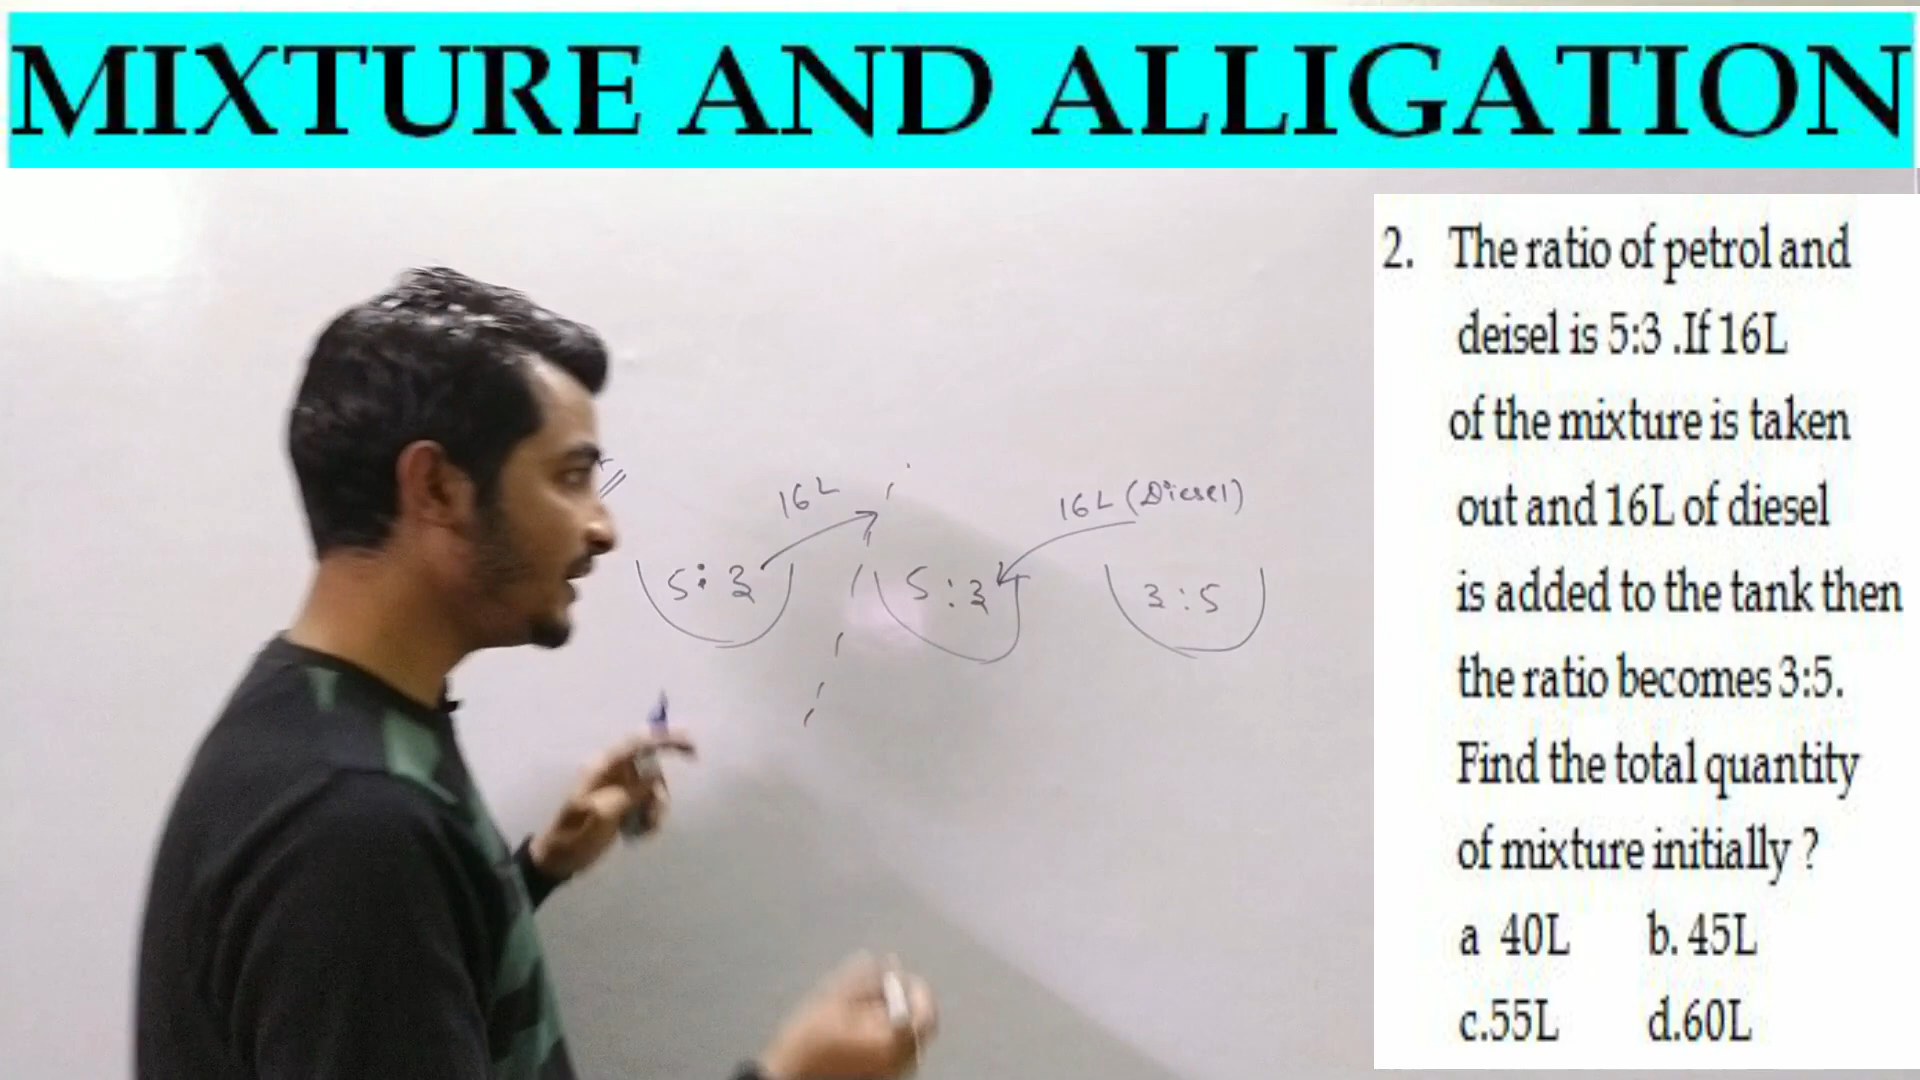 MIXTURE AND ALLIGATION
2. The ratio of petrol and
deisel is 5:3 .If 16L
of the mixture is taken
out and 16L of diesel
is added to the tank then
the ratio becomes 3:5.
Find the total quantity
of mixture initially ?
a 40L b. 45L
c.55L d.60L
16L 16L (Diesel)
5:3 5:3 3:5